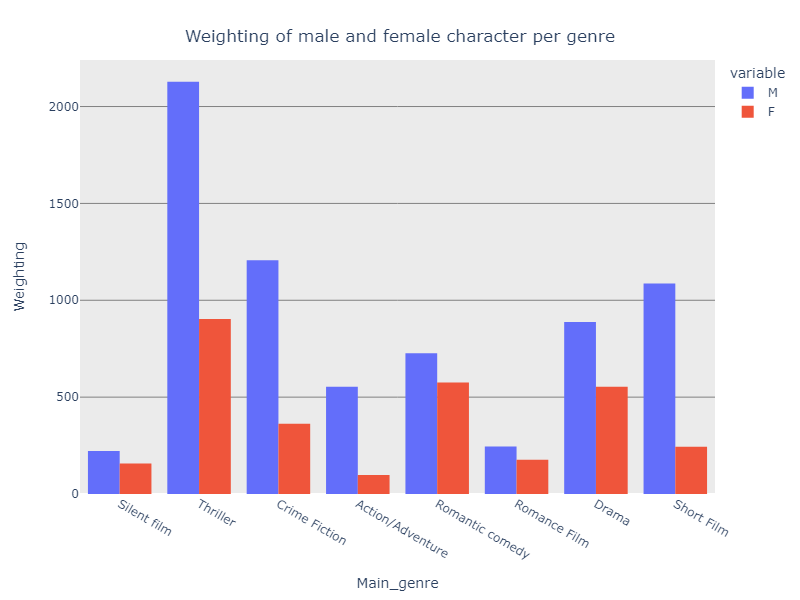 Weighting of male and female character per genre
variable
M
F
Weighting
2000
1500
1000
500
0
Silent film
Thriller
Crime Fiction
Action/Adventure
Romantic comedy
Romance Film
Drama
Short Film
Main_genre